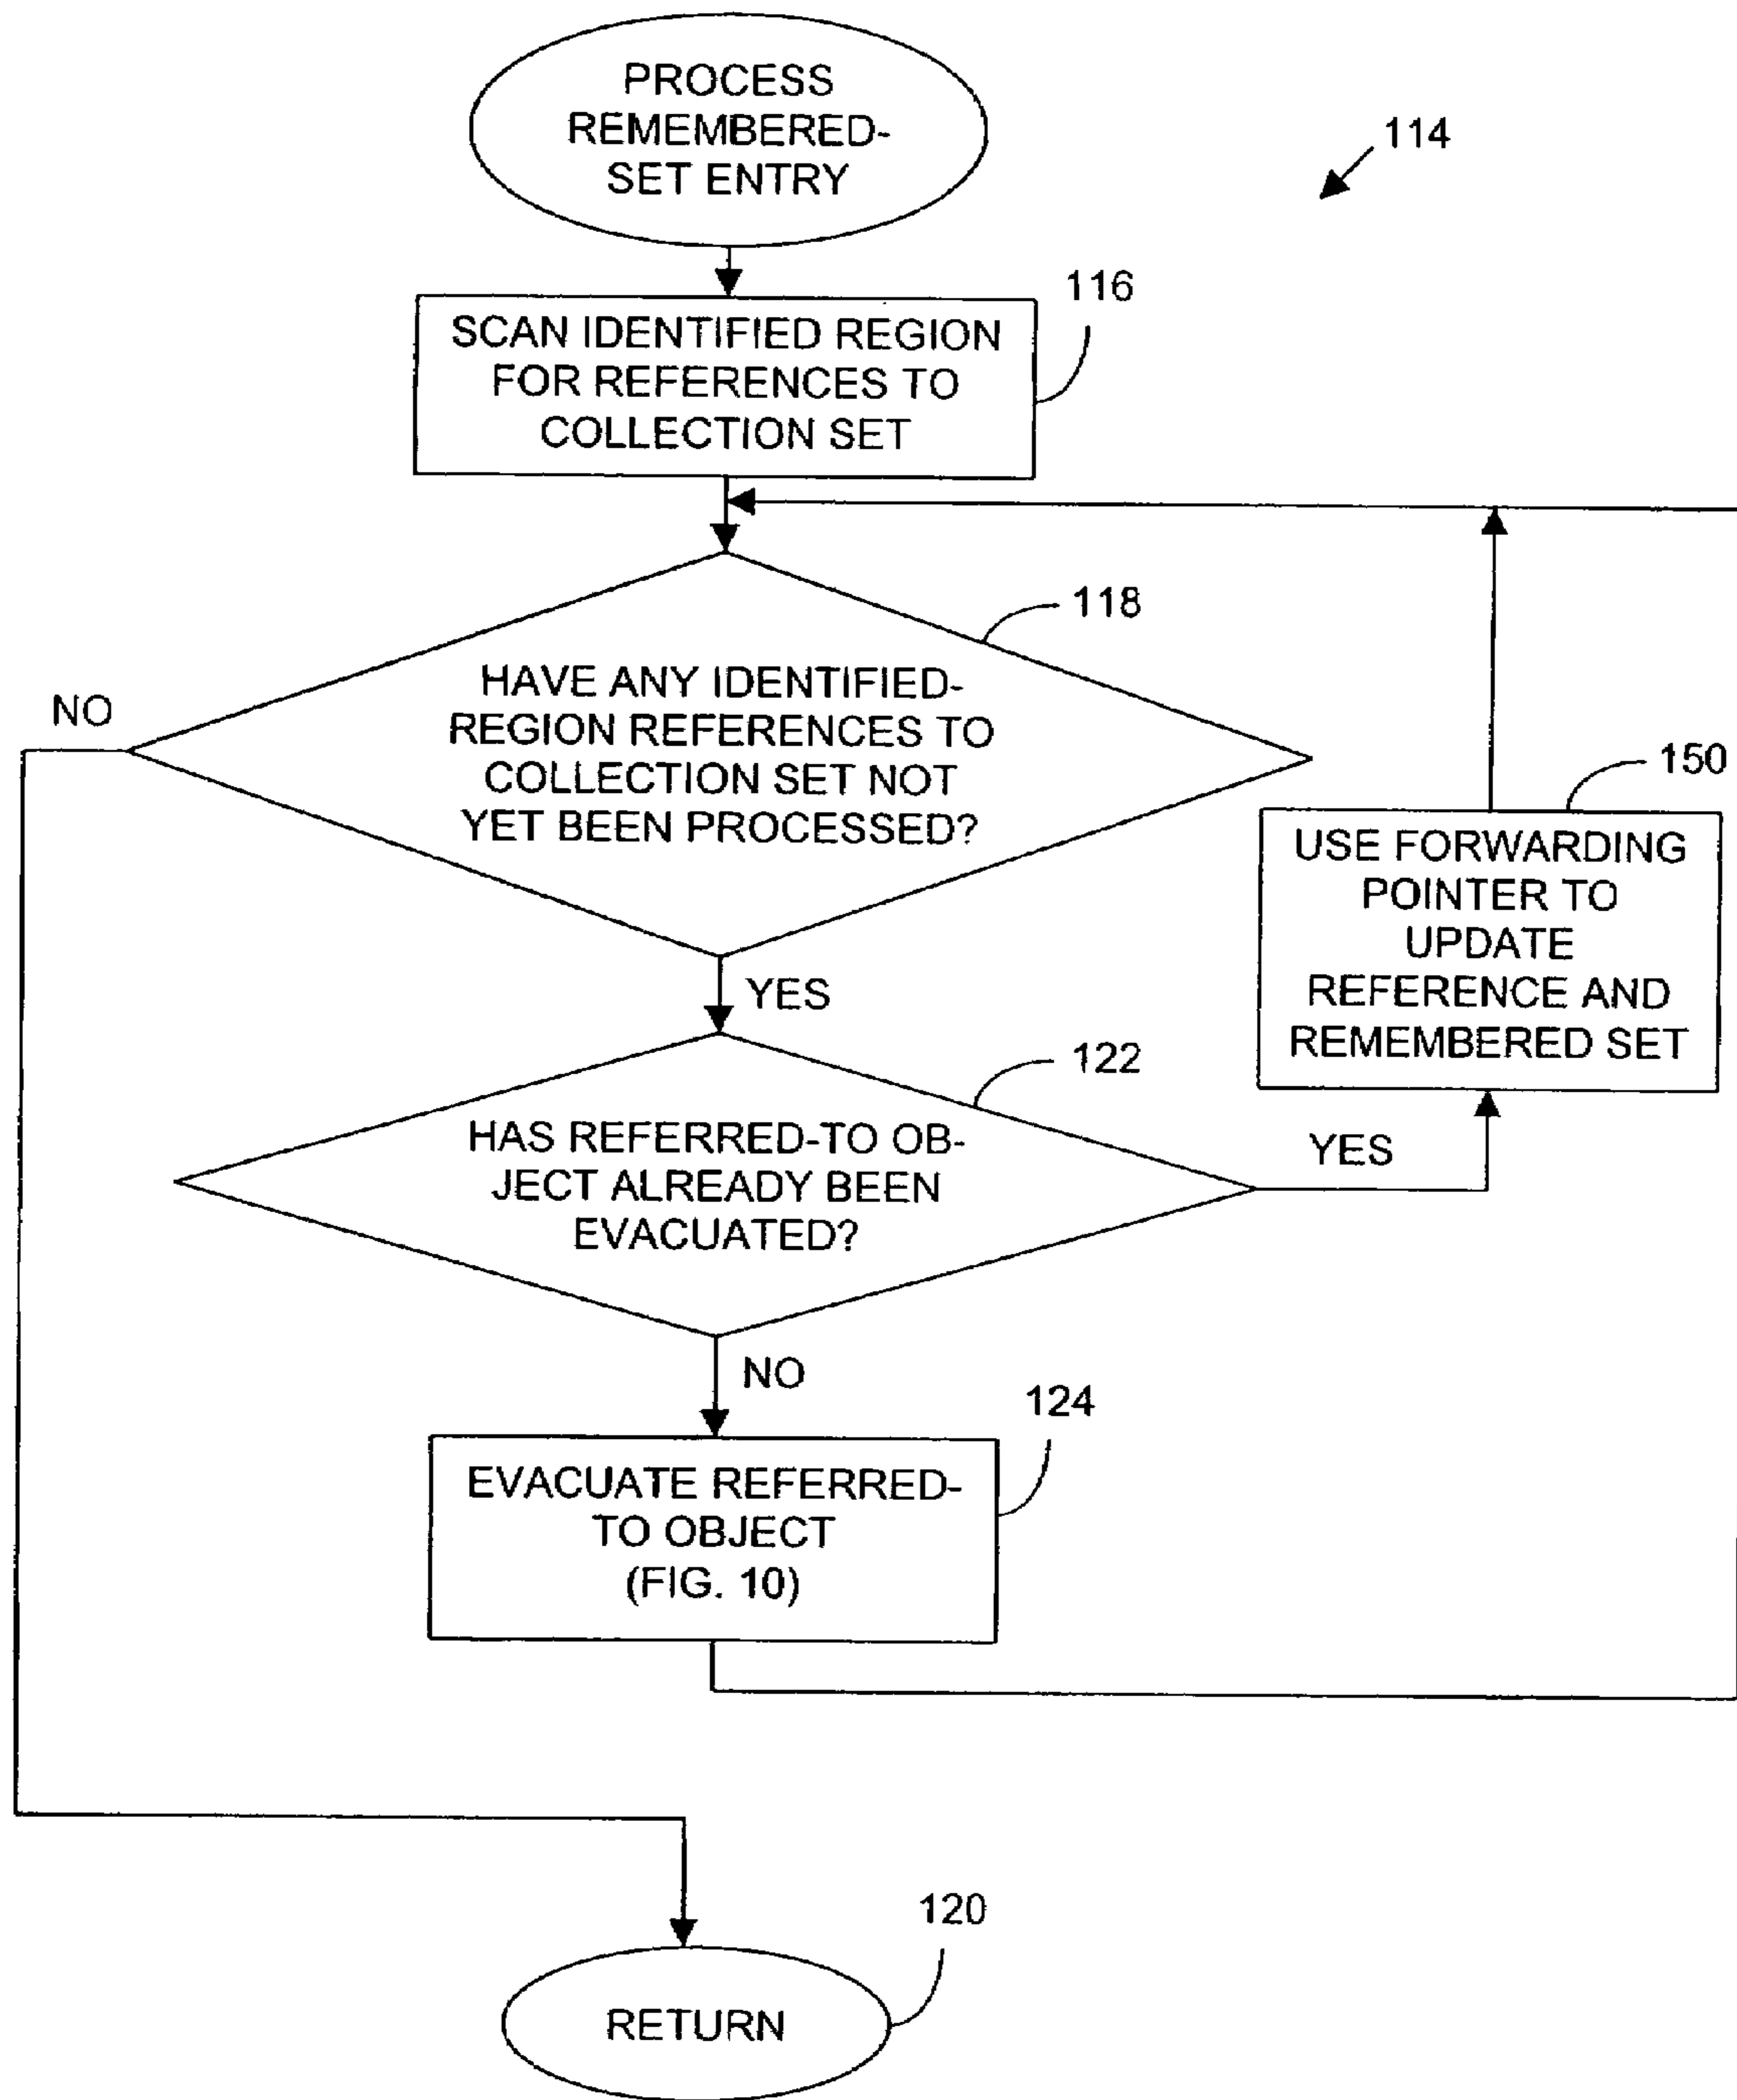 PROCESS
REMEMBERED-
SET ENTRY
114
116
SCAN IDENTIFIED REGION
FOR REFERENCES TO
COLLECTION SET
118
HAVE ANY IDENTIFIED-
REGION REFERENCES TO
COLLECTION SET NOT
YET BEEN PROCESSED?
NO
150
USE FORWARDING
POINTER TO
UPDATE
REFERENCE AND
REMEMBERED SET
YES
122
HAS REFERRED-TO OB-
JECT ALREADY BEEN
EVACUATED?
YES
NO
124
EVACUATE REFERRED-
TO OBJECT
(FIG. 10)
120
RETURN